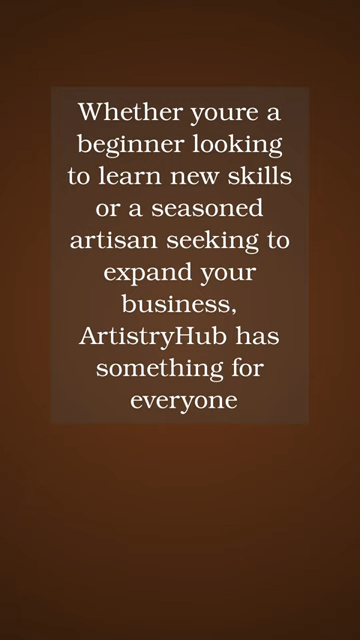 Whether youre a
beginner looking
to learn new skills
or a seasoned
artisan seeking to
expand your
business,
ArtistryHub has
something for
everyone